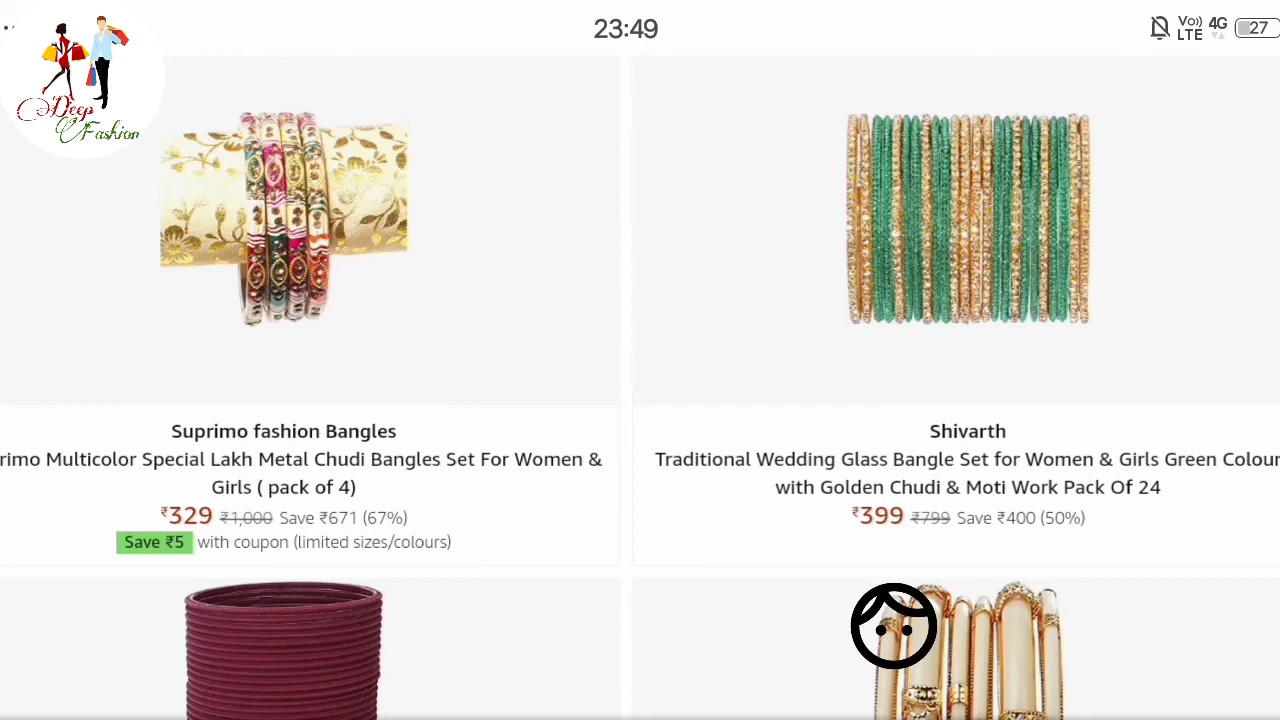 23:49
Vo))
LTE
4G
27
Deep
Fashion
Suprimo fashion Bangles
rimo Multicolor Special Lakh Metal Chudi Bangles Set For Women &
Girls ( pack of 4)
₹329 ₹1,000 Save ₹671 (67%)
Save ₹5 with coupon (limited sizes/colours)
Shivarth
Traditional Wedding Glass Bangle Set for Women & Girls Green Colour
with Golden Chudi & Moti Work Pack Of 24
₹399 ₹799 Save ₹400 (50%)